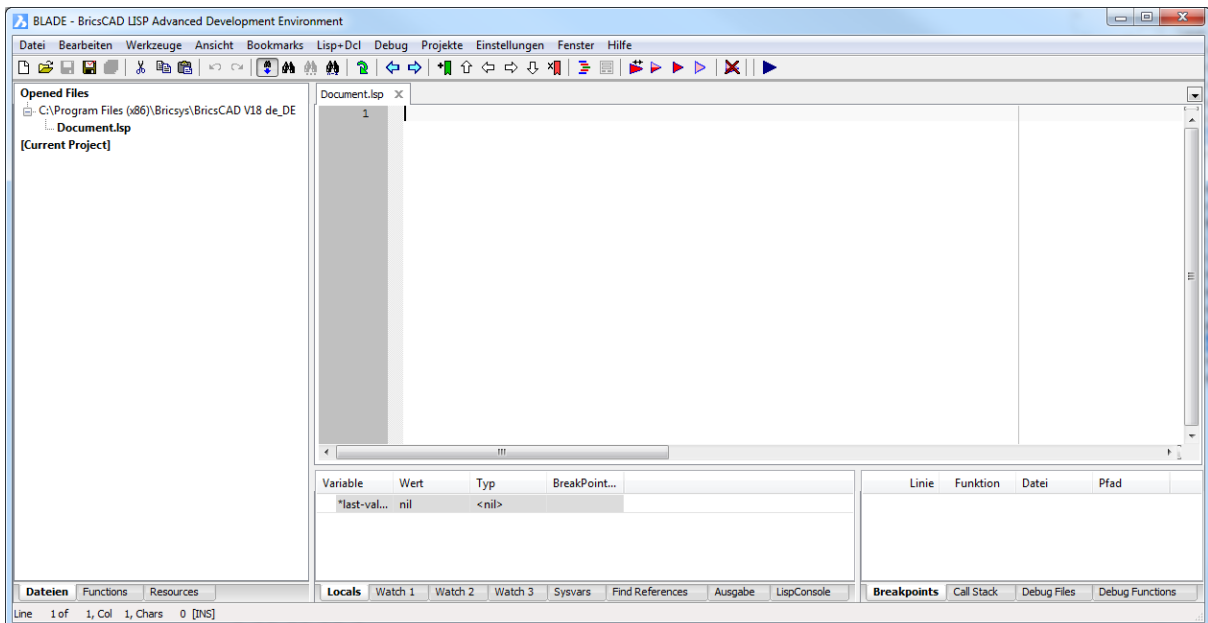 BLADE - BricsCAD LISP Advanced Development Environment
Datei Bearbeiten Werkzeuge Ansicht Bookmarks Lisp+Dcl Debug Projekte Einstellungen Fenster Hilfe
Opened Files
C:\Program Files (x86)\Bricsys\BricsCAD V18 de_DE
Document.lsp
[Current Project]
Document.lsp
1
Variable Wert Typ BreakPoint...
*last-val... nil <nil>
Linie Funktion Datei Pfad
Dateien Functions Resources
Locals Watch 1 Watch 2 Watch 3 Sysvars Find References Ausgabe LispConsole
Breakpoints Call Stack Debug Files Debug Functions
Line 1 of 1, Col 1, Chars 0 [INS]